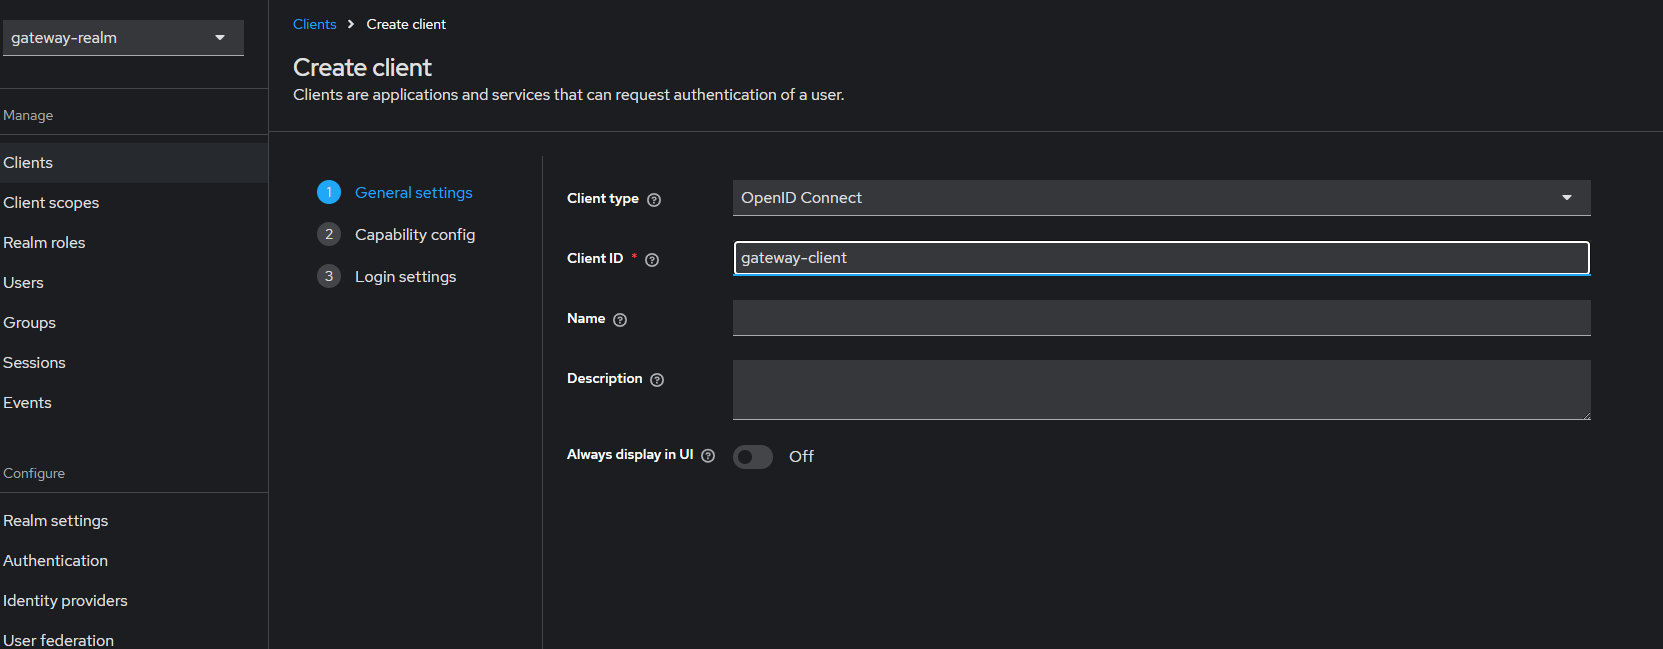 gateway-realm
Manage
Clients
Client scopes
Realm roles
Users
Groups
Sessions
Events
Configure
Realm settings
Authentication
Identity providers
User federation
Clients > Create client
Create client
Clients are applications and services that can request authentication of a user.
1 General settings
2 Capability config
3 Login settings
Client type ? OpenID Connect
Client ID * ? gateway-client
Name ?
Description ?
Always display in UI ? Off